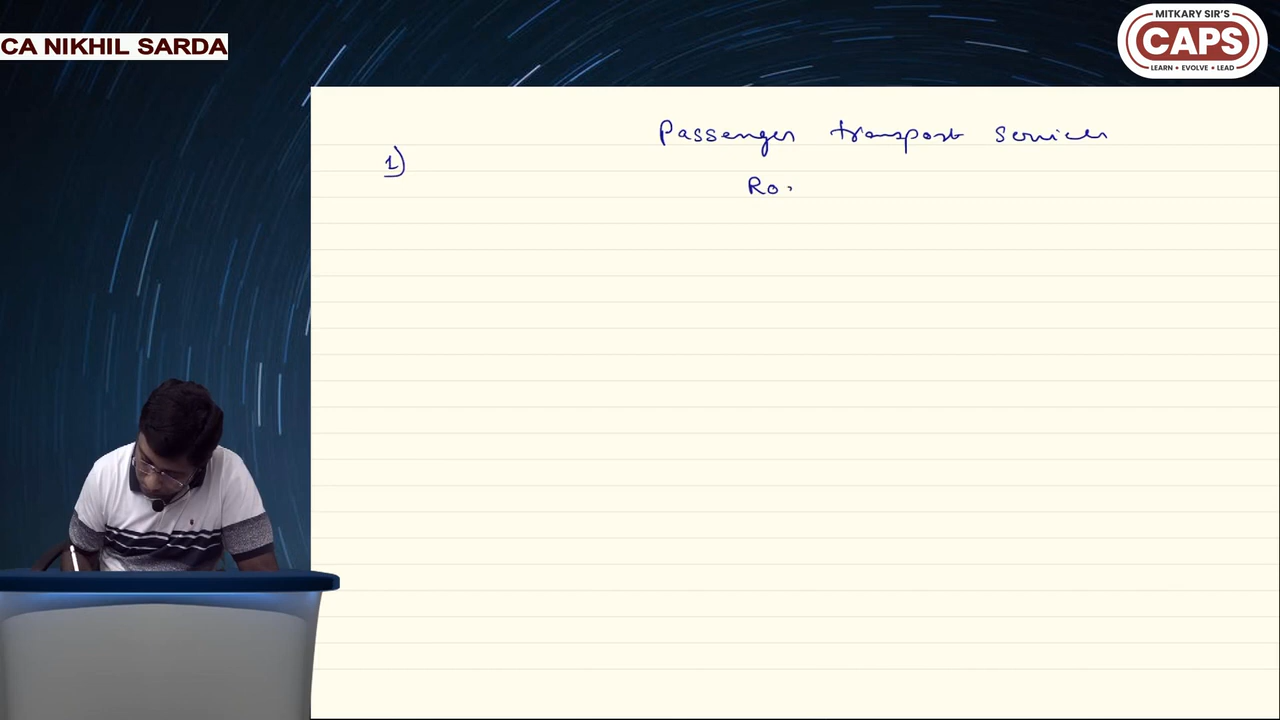 CA NIKHIL SARDA
MITKARY SIR'S
CAPS
LEARN • EVOLVE • LEAD
Passenger transport services
1)
Ro